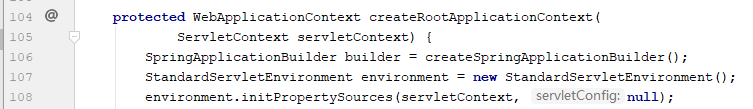 104 @ protected WebApplicationContext createRootApplicationContext(
105 ServletContext servletContext) {
106 SpringApplicationBuilder builder = createSpringApplicationBuilder();
107 StandardServletEnvironment environment = new StandardServletEnvironment();
108 environment.initPropertySources(servletContext, servletConfig: null);